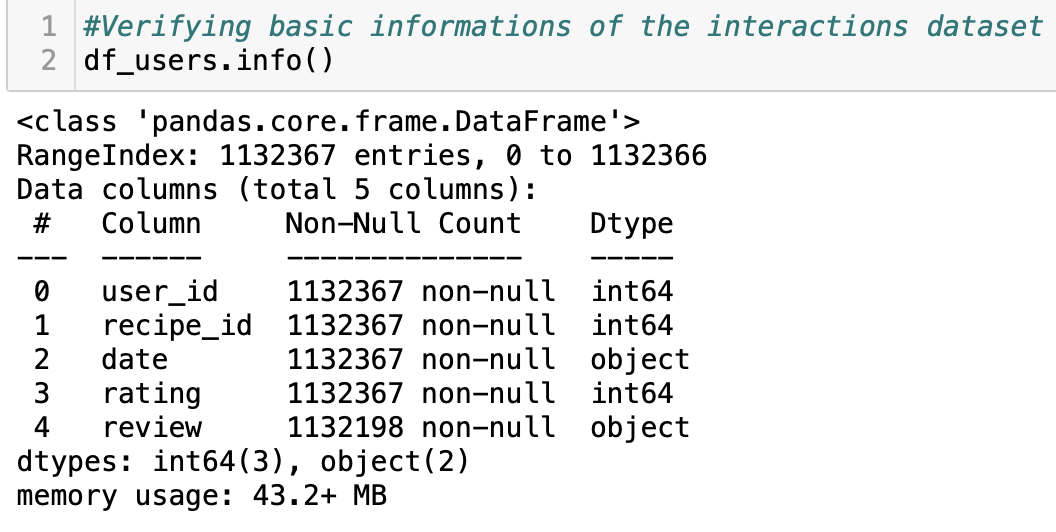 1 #Verifying basic informations of the interactions dataset
2 df_users.info()
<class 'pandas.core.frame.DataFrame'>
RangeIndex: 1132367 entries, 0 to 1132366
Data columns (total 5 columns):
 #   Column     Non-Null Count    Dtype
---  ------     --------------    -----
 0   user_id    1132367 non-null  int64
 1   recipe_id  1132367 non-null  int64
 2   date       1132367 non-null  object
 3   rating     1132367 non-null  int64
 4   review     1132198 non-null  object
dtypes: int64(3), object(2)
memory usage: 43.2+ MB